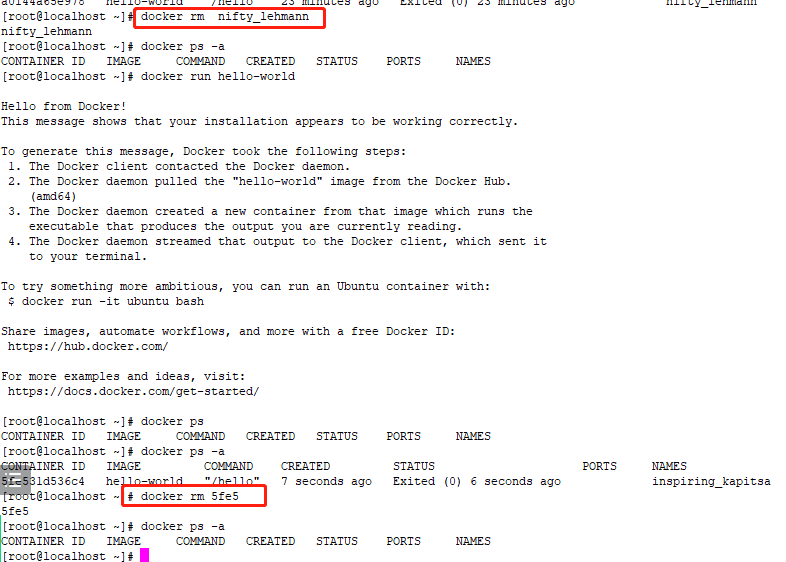 a0144a65e978   hello-world   "/hello"   23 minutes ago   Exited (0) 23 minutes ago             nifty_lehmann
[root@localhost ~]# docker rm  nifty_lehmann
nifty_lehmann
[root@localhost ~]# docker ps -a
CONTAINER ID   IMAGE     COMMAND   CREATED   STATUS    PORTS     NAMES
[root@localhost ~]# docker run hello-world
Hello from Docker!
This message shows that your installation appears to be working correctly.
To generate this message, Docker took the following steps:
 1. The Docker client contacted the Docker daemon.
 2. The Docker daemon pulled the "hello-world" image from the Docker Hub.
    (amd64)
 3. The Docker daemon created a new container from that image which runs the
    executable that produces the output you are currently reading.
 4. The Docker daemon streamed that output to the Docker client, which sent it
    to your terminal.
To try something more ambitious, you can run an Ubuntu container with:
 $ docker run -it ubuntu bash
Share images, automate workflows, and more with a free Docker ID:
 https://hub.docker.com/
For more examples and ideas, visit:
 https://docs.docker.com/get-started/
[root@localhost ~]# docker ps
CONTAINER ID   IMAGE     COMMAND   CREATED   STATUS    PORTS     NAMES
[root@localhost ~]# docker ps -a
CONTAINER ID   IMAGE         COMMAND    CREATED         STATUS                     PORTS     NAMES
5fe531d536c4   hello-world   "/hello"   7 seconds ago   Exited (0) 6 seconds ago             inspiring_kapitsa
[root@localhost ~]# docker rm 5fe5
5fe5
[root@localhost ~]# docker ps -a
CONTAINER ID   IMAGE     COMMAND   CREATED   STATUS    PORTS     NAMES
[root@localhost ~]#